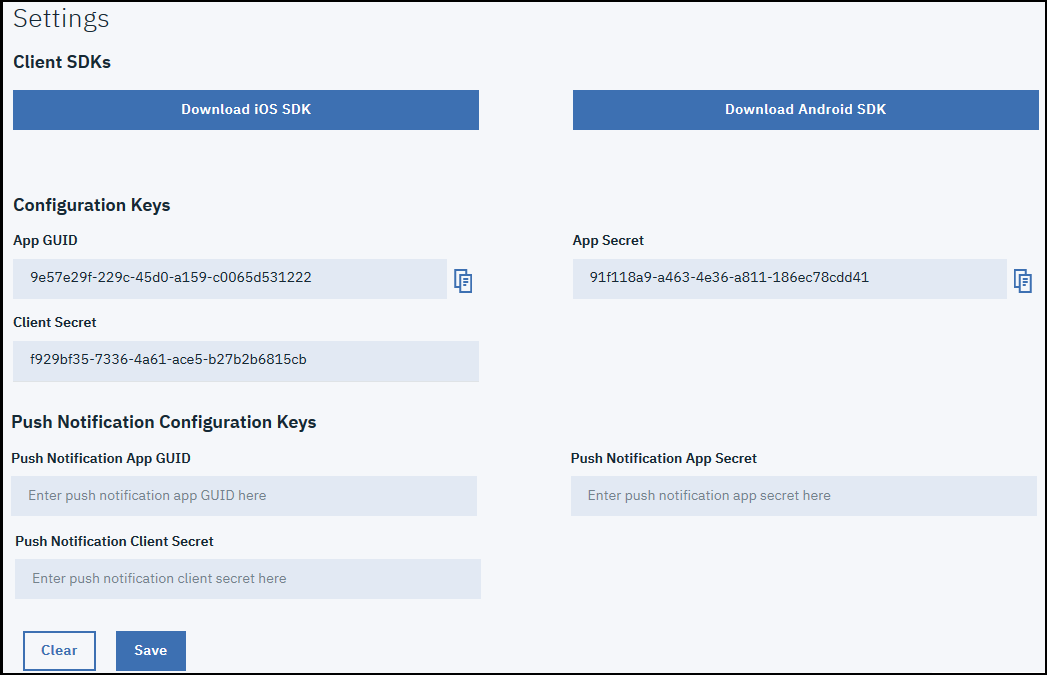 Settings
Client SDKs
Download iOS SDK
Download Android SDK
Configuration Keys
App GUID
App Secret
9e57e29f-229c-45d0-a159-c0065d531222
91f118a9-a463-4e36-a811-186ec78cdd41
Client Secret
f929bf35-7336-4a61-ace5-b27b2b6815cb
Push Notification Configuration Keys
Push Notification App GUID
Push Notification App Secret
Enter push notification app GUID here
Enter push notification app secret here
Push Notification Client Secret
Enter push notification client secret here
Clear
Save